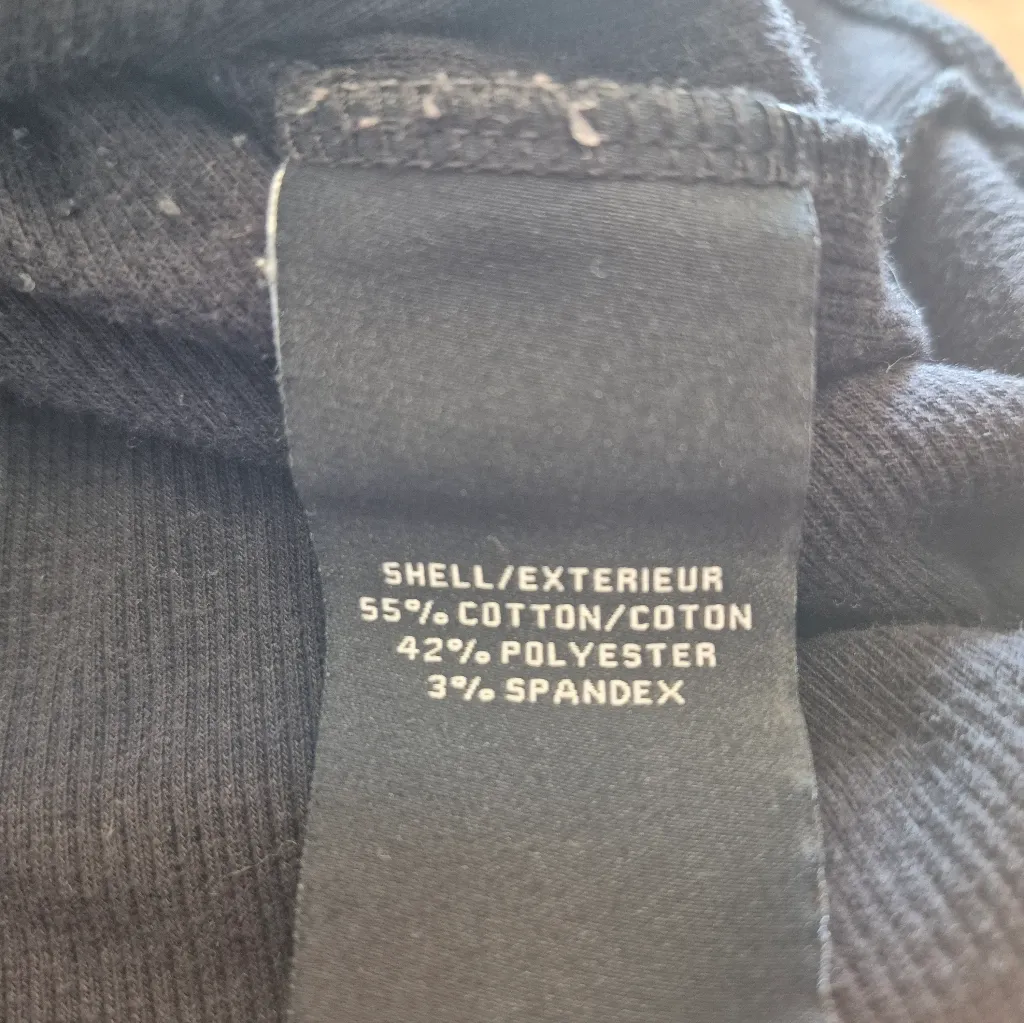 SHELL/EXTERIEUR
55% COTTON/COTON
42% POLYESTER
3% SPANDEX